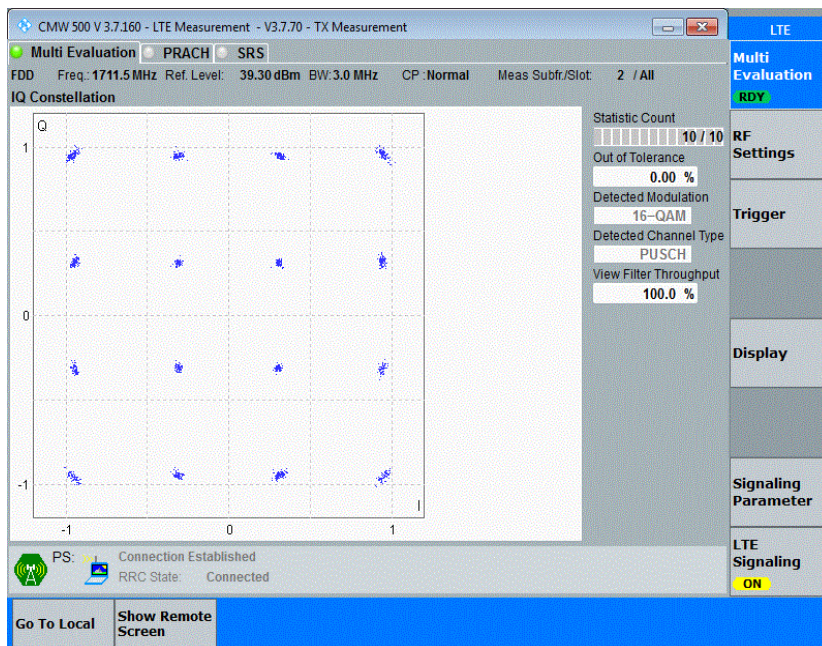 CMW 500 V 3.7.160 - LTE Measurement - V3.7.70 - TX Measurement
Multi Evaluation PRACH SRS
FDD Freq.: 1711.5 MHz Ref. Level: 39.30 dBm BW: 3.0 MHz CP : Normal Meas Subfr./Slot: 2 / All
IQ Constellation
Q
1
0
-1
-1 0 1
I
Statistic Count
10 / 10
Out of Tolerance
0.00 %
Detected Modulation
16-QAM
Detected Channel Type
PUSCH
View Filter Throughput
100.0 %
PS: Connection Established
RRC State: Connected
LTE
Multi
Evaluation
RDY
RF
Settings
Trigger
Display
Signaling
Parameter
LTE
Signaling
ON
Go To Local
Show Remote
Screen